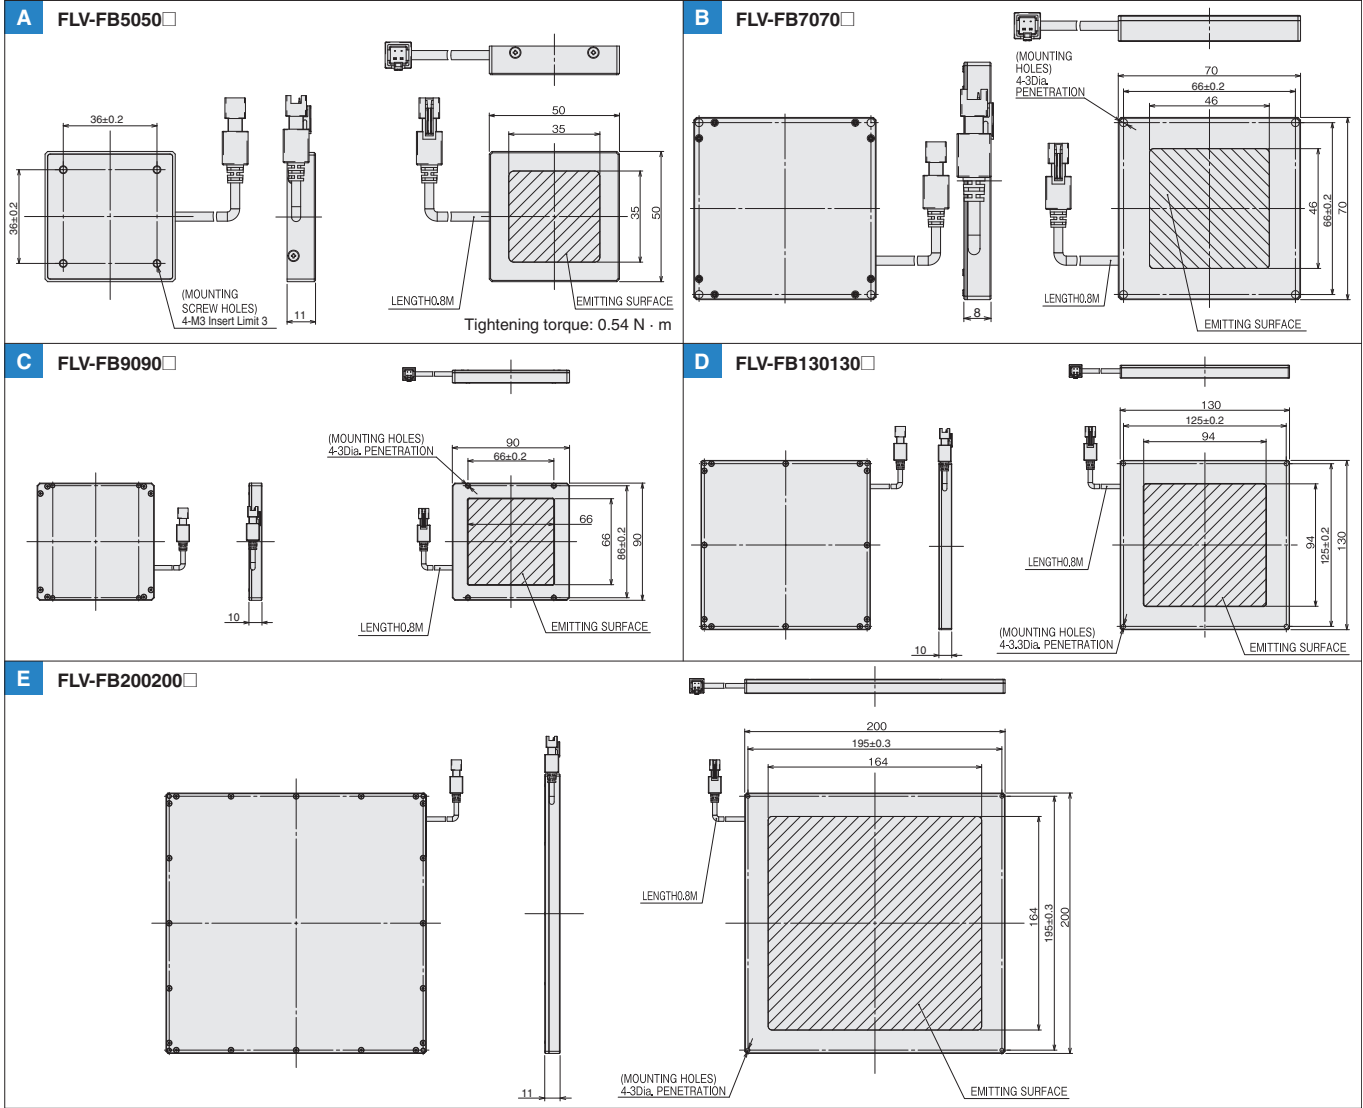 A FLV-FB5050□
36±0.2
36±0.2
(MOUNTING
SCREW HOLES)
4-M3 Insert Limit 3
11
50
35
35
50
LENGTH0.8M
EMITTING SURFACE
Tightening torque: 0.54 N · m
B FLV-FB7070□
(MOUNTING
HOLES)
4-3Dia.
PENETRATION
70
66±0.2
46
46
66±0.2
70
8
LENGTH0.8M
EMITTING SURFACE
C FLV-FB9090□
(MOUNTING HOLES)
4-3Dia. PENETRATION
90
66±0.2
66
66
86±0.2
90
10
LENGTH0.8M
EMITTING SURFACE
D FLV-FB130130□
130
125±0.2
94
94
125±0.2
130
LENGTH0.8M
10
(MOUNTING HOLES)
4-3.3Dia. PENETRATION
EMITTING SURFACE
E FLV-FB200200□
200
195±0.3
164
164
195±0.3
200
LENGTH0.8M
11
(MOUNTING HOLES)
4-3Dia. PENETRATION
EMITTING SURFACE